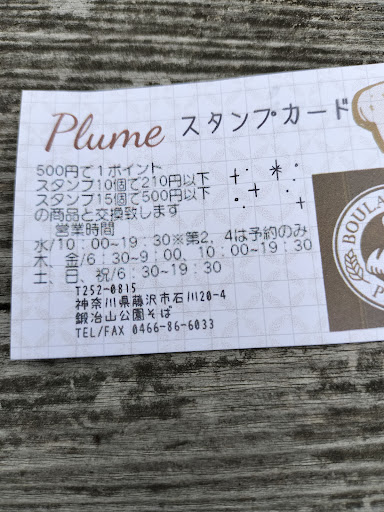 Plume スタンプカード
500円で1ポイント
スタンプ10個で210円以下
スタンプ15個で500円以下
の商品と交換致します
営業時間
水/10:00~19:30※第2, 4は予約のみ
木、金/6:30~9:00、10:00~19:30
土、日、祝/6:30~19:30
〒252-0815
神奈川県藤沢市石川20-4
鍛冶山公園そば
TEL/FAX 0466-86-6033
BOULA
P